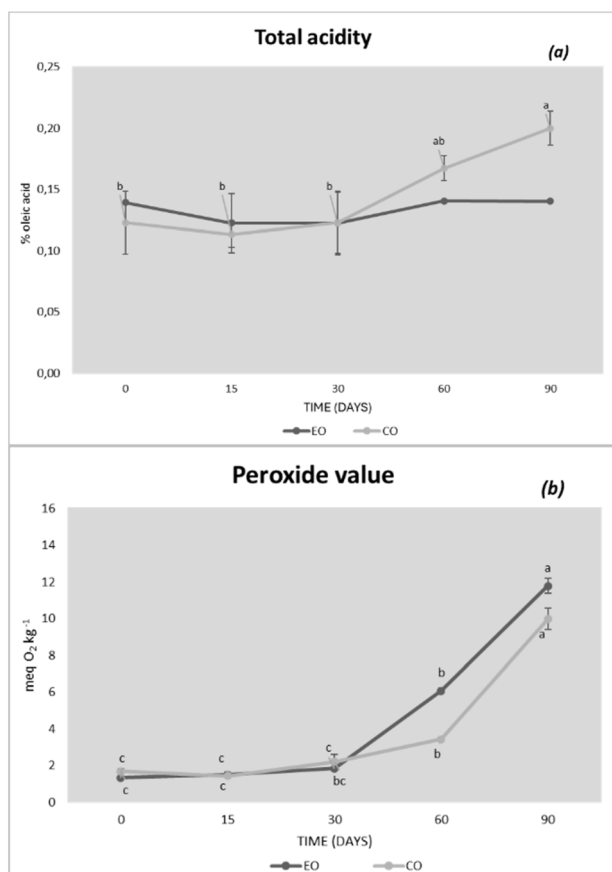 Total acidity
(a)
0,25
0,20
0,15
0,10
0,05
0,00
% oleic acid
b
b
b
ab
a
0
15
30
60
90
TIME (DAYS)
EO
CO
Peroxide value
(b)
16
14
12
10
8
6
4
2
0
meq O₂ kg⁻¹
c
c
c
b
a
c
c
bc
b
a
0
15
30
60
90
TIME (DAYS)
EO
CO